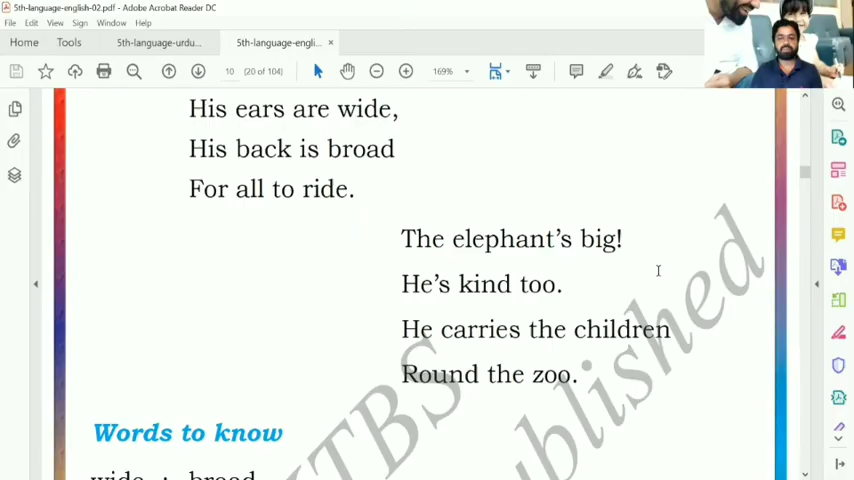 5th-language-english-02.pdf - Adobe Acrobat Reader DC
File Edit View Sign Window Help
Home Tools 5th-language-urdu... 5th-language-engli... ×
10 (20 of 104) 169%
His ears are wide,
His back is broad
For all to ride.
The elephant's big!
He's kind too.
He carries the children
Round the zoo.
Words to know
wide : broad
KTBS
published